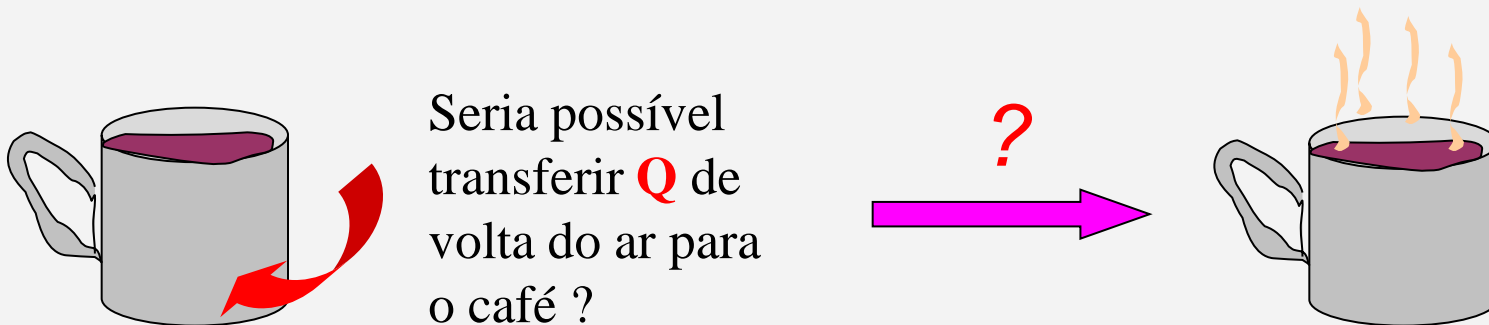 Seria possível
transferir Q de
volta do ar para
o café ?
?